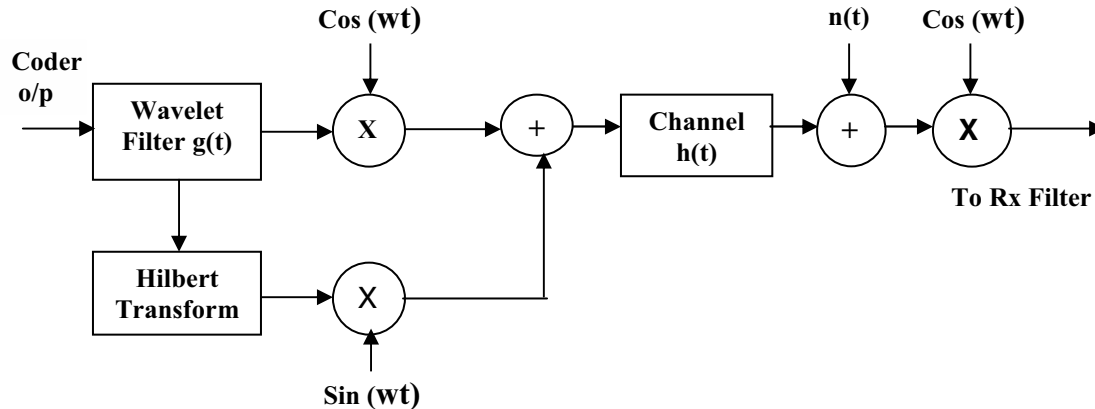 Cos (wt)
n(t)
Cos (wt)
Coder
o/p
Wavelet
Filter g(t)
X
+
Channel
h(t)
+
X
To Rx Filter
Hilbert
Transform
X
Sin (wt)